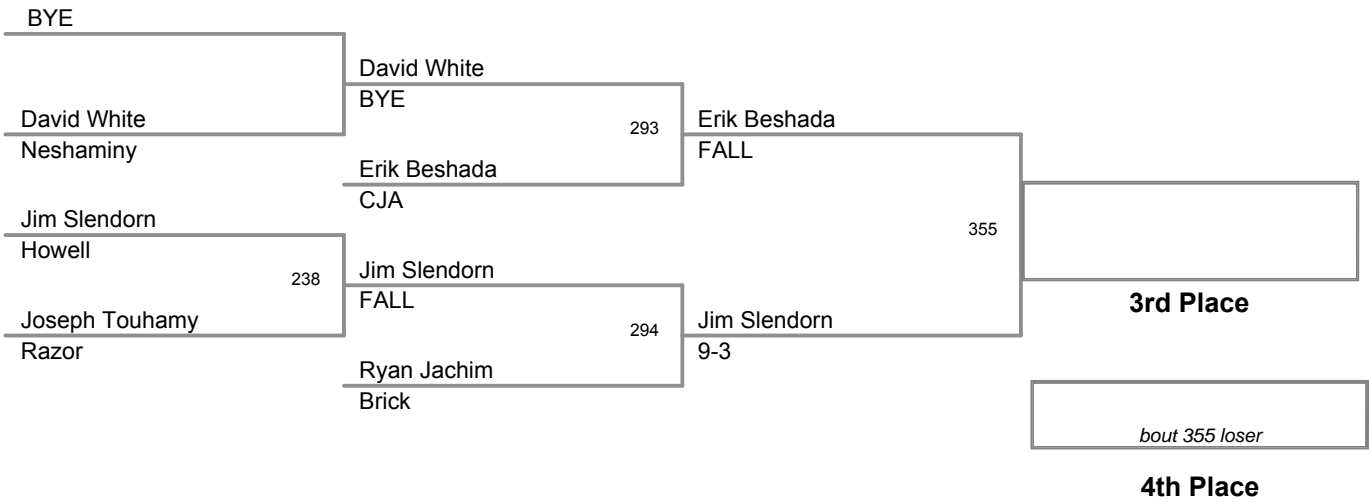 BYE
David White
BYE
David White
293
Erik Beshada
Neshaminy
FALL
Erik Beshada
CJA
Jim Slendorn
355
Howell
238
Jim Slendorn
FALL
3rd Place
Joseph Touhamy
294
Jim Slendorn
Razor
9-3
Ryan Jachim
Brick
bout 355 loser
4th Place